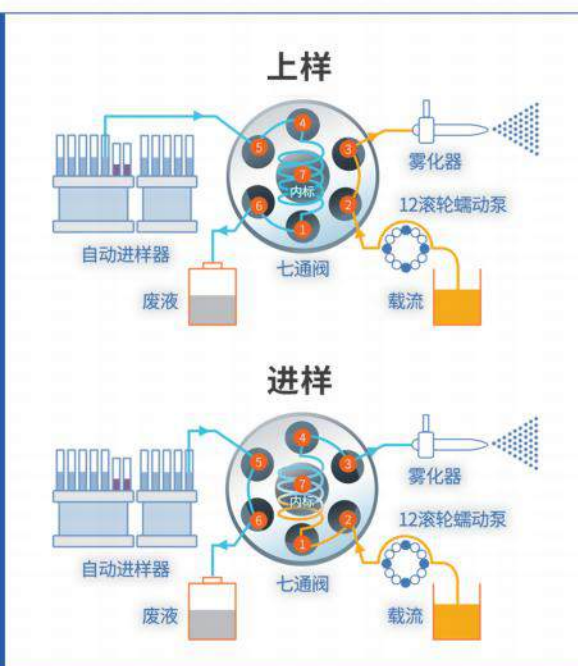 上样
4
5
3
雾化器
7
内标
6
2
12滚轮蠕动泵
1
自动进样器
七通阀
废液
载流
进样
4
5
3
雾化器
7
内标
6
2
12滚轮蠕动泵
1
自动进样器
七通阀
废液
载流